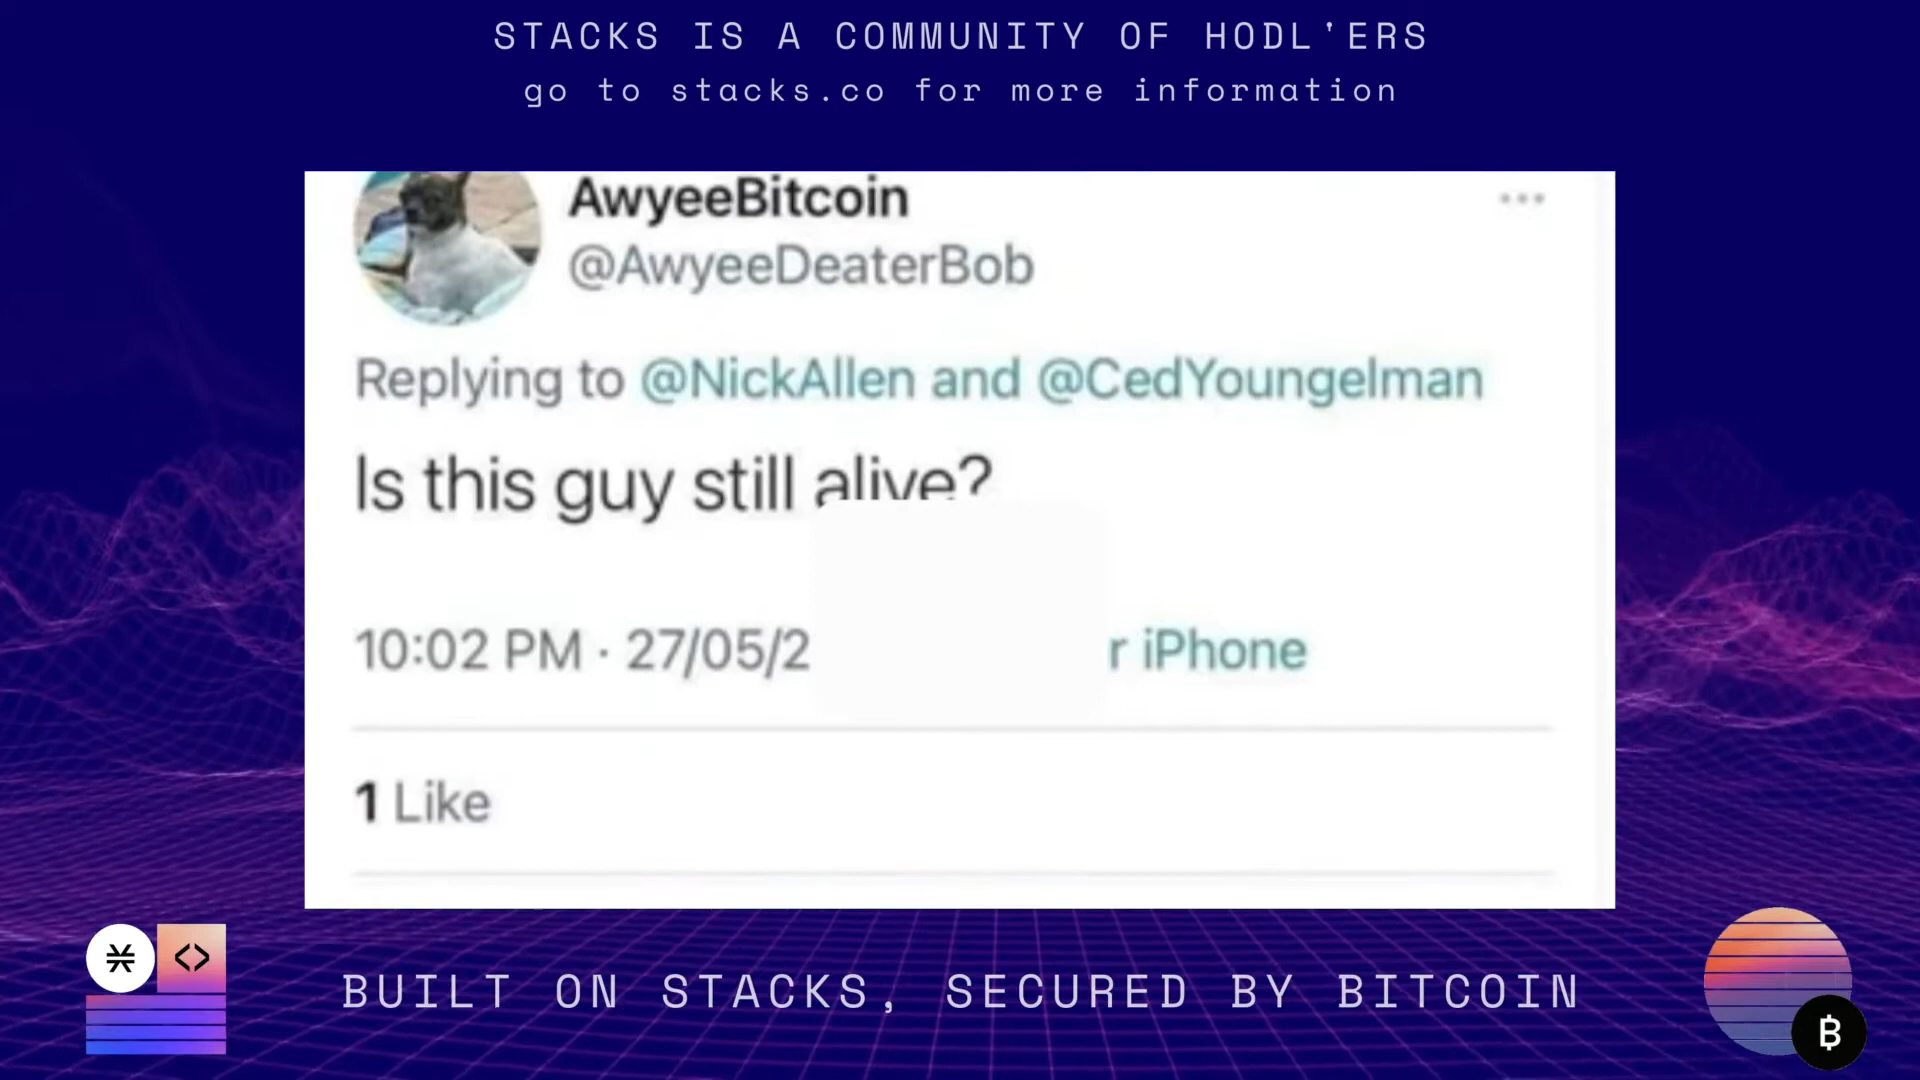 STACKS IS A COMMUNITY OF HODL'ERS
go to stacks.co for more information
AwyeeBitcoin
@AwyeeDeaterBob
Replying to @NickAllen and @CedYoungelman
Is this guy still alive?
10:02 PM · 27/05/2
r iPhone
1 Like
BUILT ON STACKS, SECURED BY BITCOIN